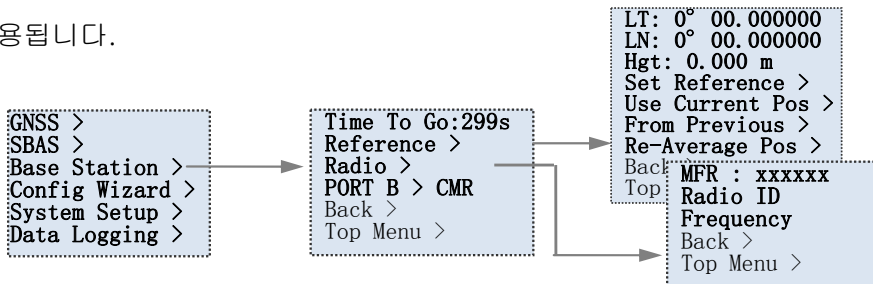 용됩니다.
GNSS >
SBAS >
Base Station >
Config Wizard >
System Setup >
Data Logging >
Time To Go:299s
Reference >
Radio >
PORT B > CMR
Back >
Top Menu >
LT: 0° 00.000000
LN: 0° 00.000000
Hgt: 0.000 m
Set Reference >
Use Current Pos >
From Previous >
Re-Average Pos >
Back
Top
MFR : xxxxxx
Radio ID
Frequency
Back >
Top Menu >